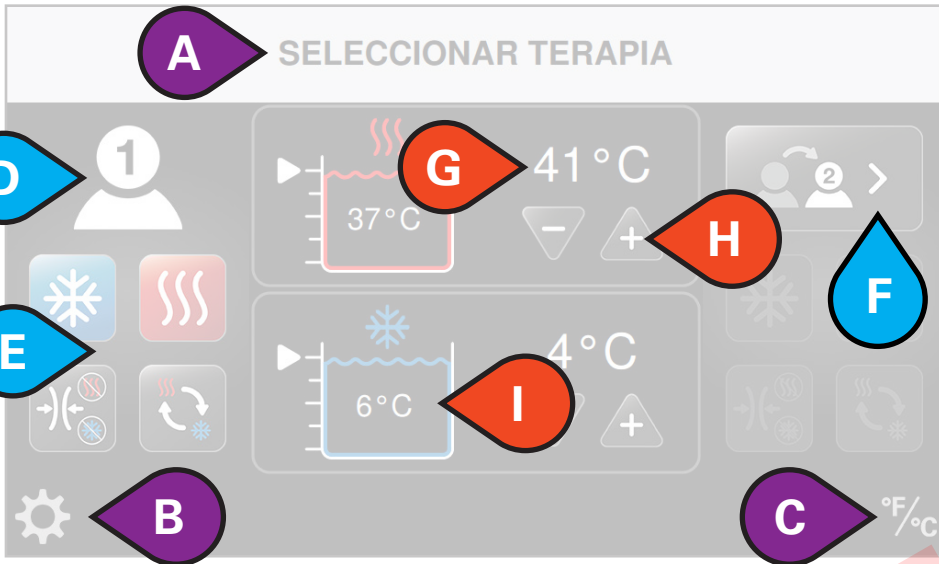 A SELECCIONAR TERAPIA
D 1
G 41°C
2
37°C
H
F
E
4°C
6°C
I
B
C °F/°C